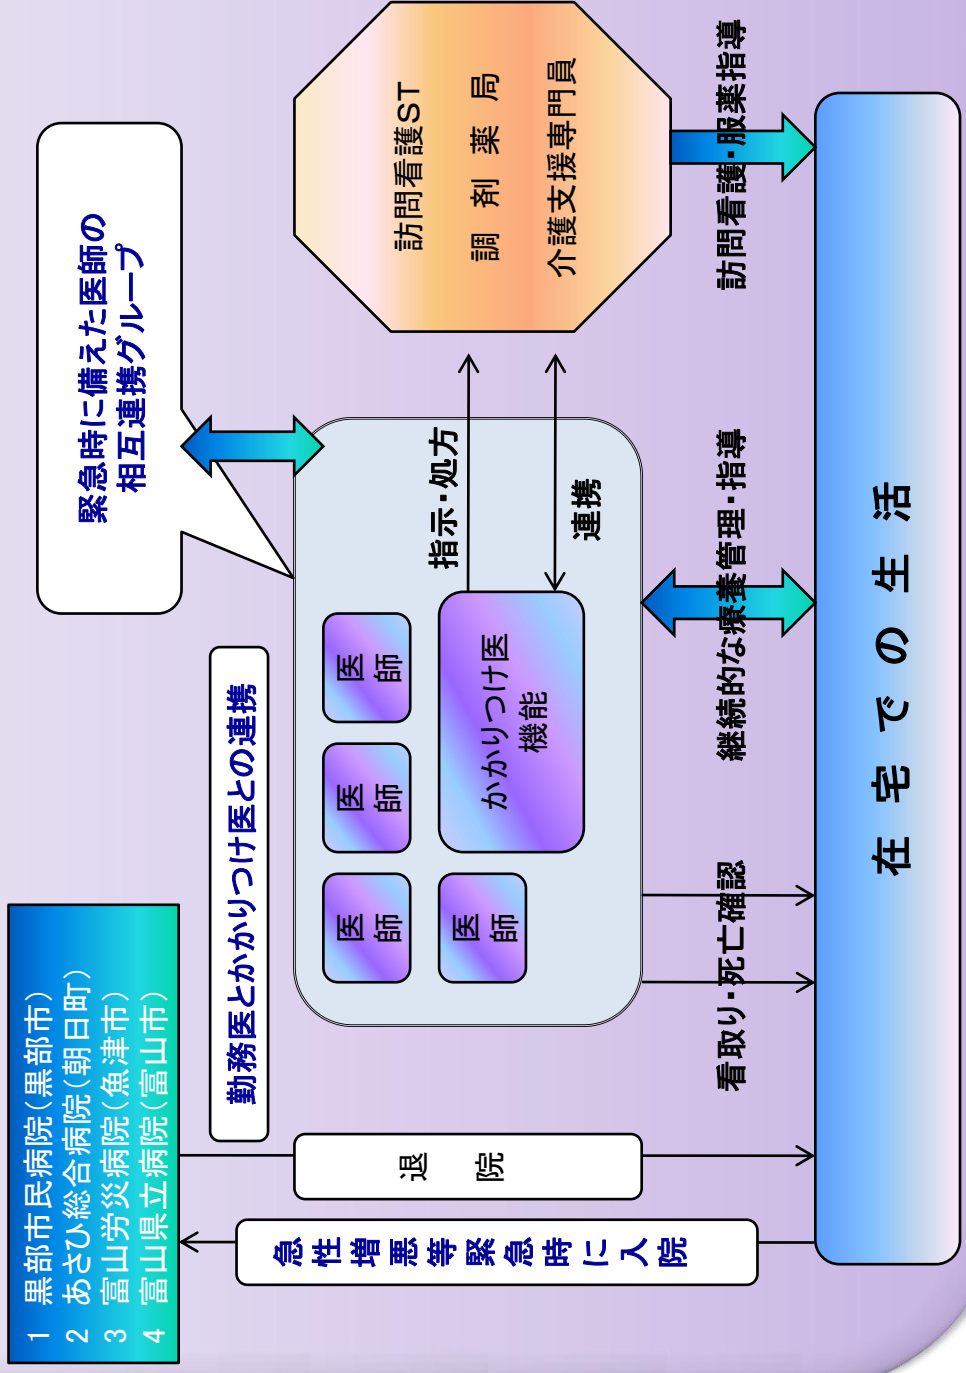 1 黒部市民病院（黒部市）
2 あさひ総合病院（朝日町）
3 富山労災病院（魚津市）
4 富山県立病院（富山市）
緊急時に備えた医師の
相互連携グループ
勤務医とかかりつけ医との連携
訪問看護ST
調剤薬局
介護支援専門員
医師
医師
医師
医師
かかりつけ医
機能
指示・処方
連携
退院
急性増悪等緊急時に入院
看取り・死亡確認
継続的な療養管理・指導
訪問看護・服薬指導
在宅での生活